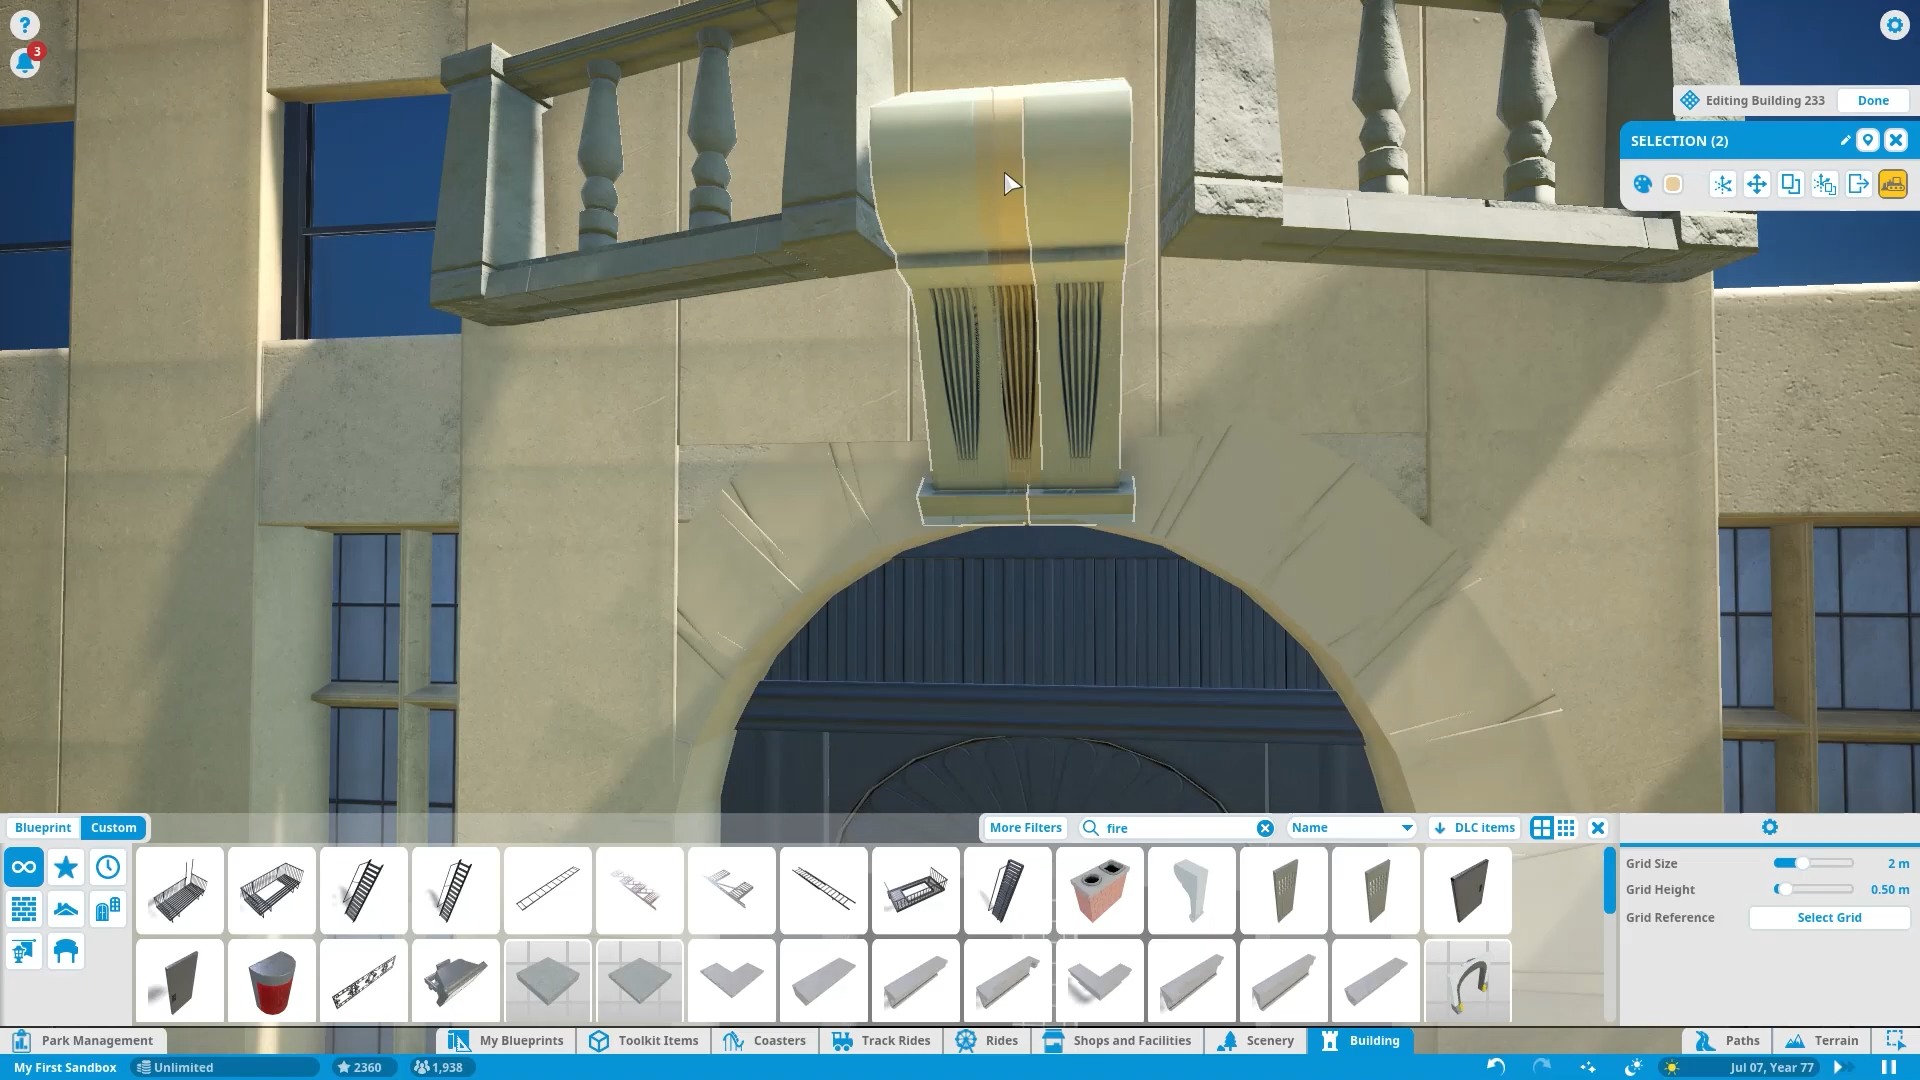 ?
3
Editing Building 233
Done
SELECTION (2)
Blueprint
Custom
More Filters
fire
Name
DLC items
Grid Size
2 m
Grid Height
0.50 m
Grid Reference
Select Grid
Park Management
My Blueprints
Toolkit Items
Coasters
Track Rides
Rides
Shops and Facilities
Scenery
Building
Paths
Terrain
My First Sandbox
Unlimited
2360
1,938
Jul 07, Year 77